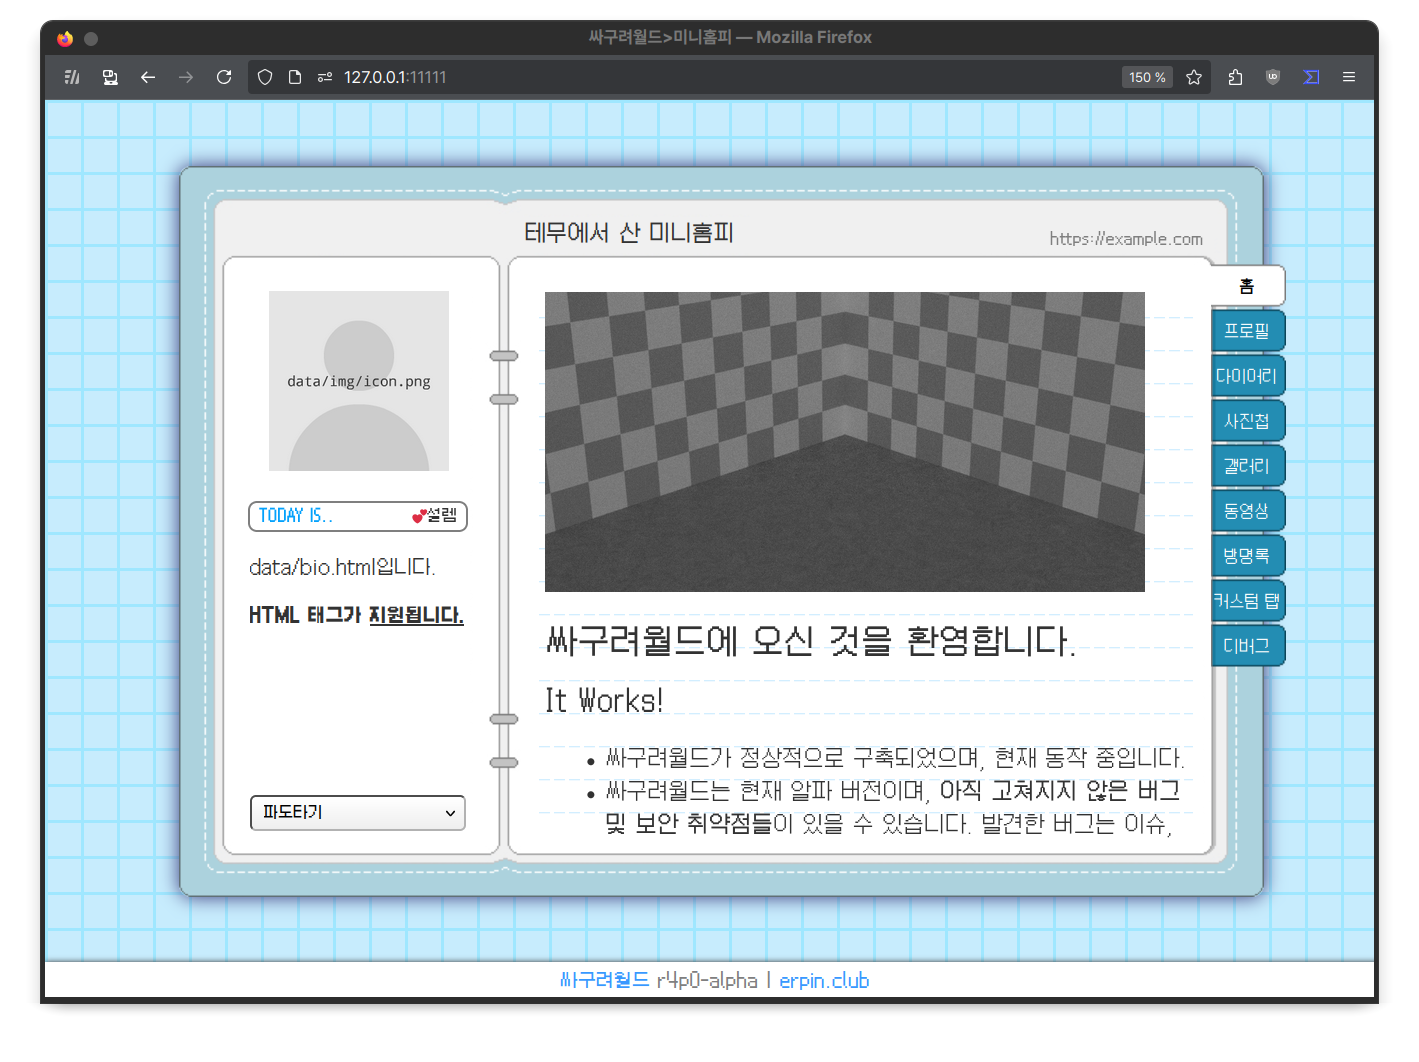 싸구려월드>미니홈피 — Mozilla Firefox
127.0.0.1:11111
150 %
테무에서 산 미니홈피
https://example.com
data/img/icon.png
TODAY IS..
💕설렘
data/bio.html입니다.
HTML 태그가 지원됩니다.
파도타기
싸구려월드에 오신 것을 환영합니다.
It Works!
• 싸구려월드가 정상적으로 구축되었으며, 현재 동작 중입니다.
• 싸구려월드는 현재 알파 버전이며, 아직 고쳐지지 않은 버그
및 보안 취약점들이 있을 수 있습니다. 발견한 버그는 이슈,
홈
프로필
다이어리
사진첩
갤러리
동영상
방명록
커스텀 탭
디버그
싸구려월드 r4p0-alpha | erpin.club